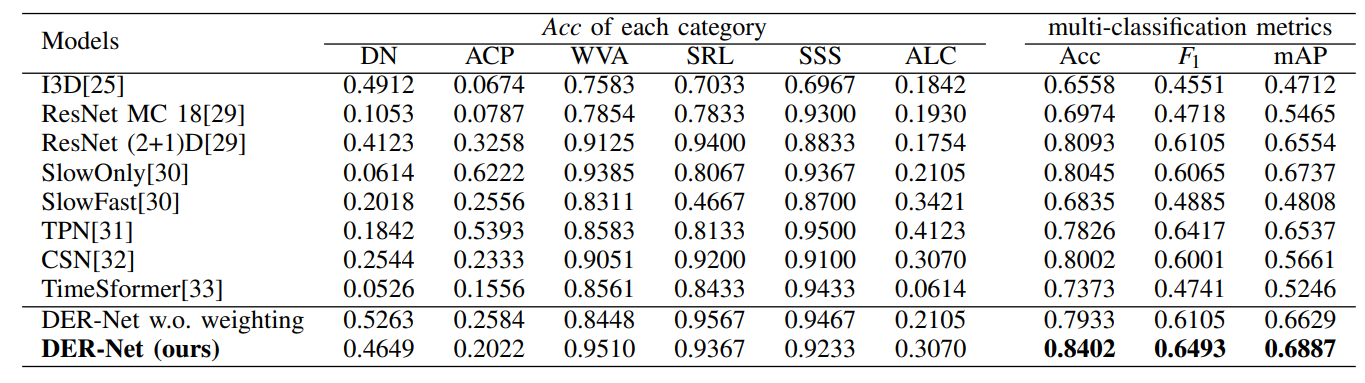 Models Acc of each category multi-classification metrics
DN ACP WVA SRL SSS ALC Acc F1 mAP
I3D[25] 0.4912 0.0674 0.7583 0.7033 0.6967 0.1842 0.6558 0.4551 0.4712
ResNet MC 18[29] 0.1053 0.0787 0.7854 0.7833 0.9300 0.1930 0.6974 0.4718 0.5465
ResNet (2+1)D[29] 0.4123 0.3258 0.9125 0.9400 0.8833 0.1754 0.8093 0.6105 0.6554
SlowOnly[30] 0.0614 0.6222 0.9385 0.8067 0.9367 0.2105 0.8045 0.6065 0.6737
SlowFast[30] 0.2018 0.2556 0.8311 0.4667 0.8700 0.3421 0.6835 0.4885 0.4808
TPN[31] 0.1842 0.5393 0.8583 0.8133 0.9500 0.4123 0.7826 0.6417 0.6537
CSN[32] 0.2544 0.2333 0.9051 0.9200 0.9100 0.3070 0.8002 0.6001 0.5661
TimeSformer[33] 0.0526 0.1556 0.8561 0.8433 0.9433 0.0614 0.7373 0.4741 0.5246
DER-Net w.o. weighting 0.5263 0.2584 0.8448 0.9567 0.9467 0.2105 0.7933 0.6105 0.6629
DER-Net (ours) 0.4649 0.2022 0.9510 0.9367 0.9233 0.3070 0.8402 0.6493 0.6887